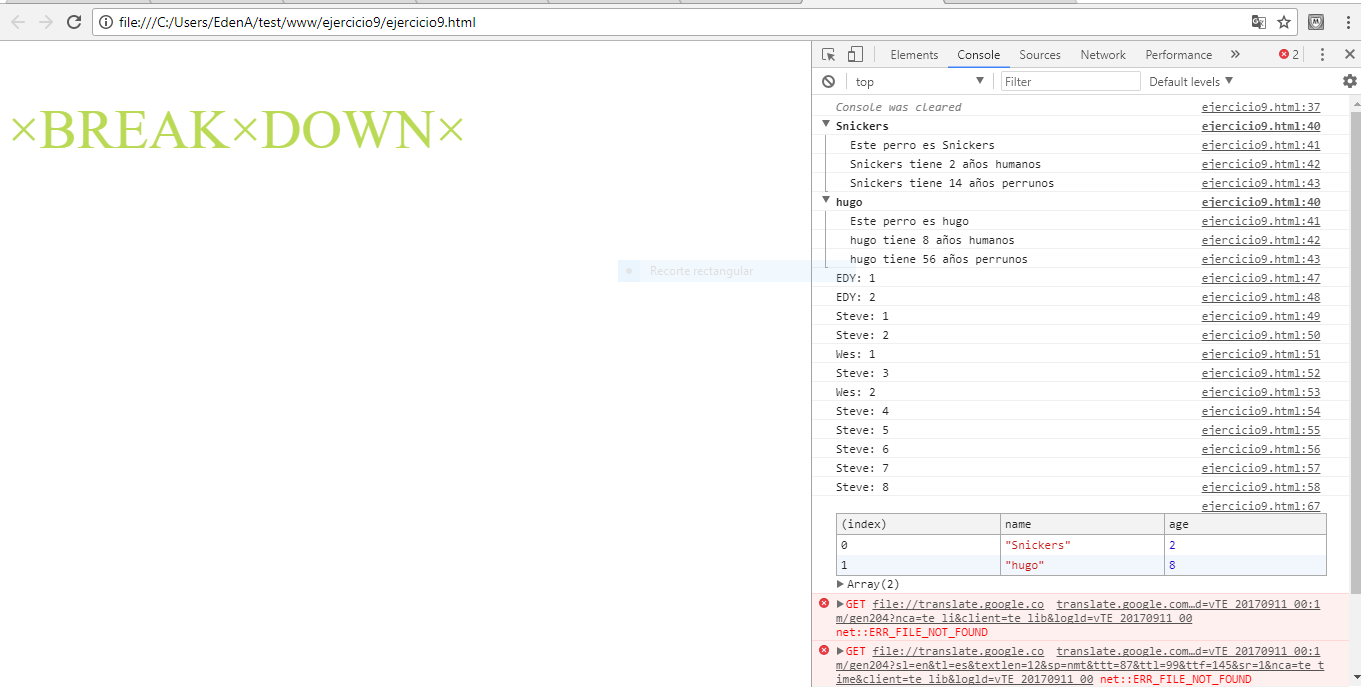 file:///C:/Users/EdenA/test/www/ejercicio9/ejercicio9.html
Elements Console Sources Network Performance » 2
top Filter Default levels
Console was cleared ejercicio9.html:37
Snickers ejercicio9.html:40
Este perro es Snickers ejercicio9.html:41
Snickers tiene 2 años humanos ejercicio9.html:42
Snickers tiene 14 años perrunos ejercicio9.html:43
hugo ejercicio9.html:40
Este perro es hugo ejercicio9.html:41
hugo tiene 8 años humanos ejercicio9.html:42
hugo tiene 56 años perrunos ejercicio9.html:43
EDY: 1 ejercicio9.html:47
EDY: 2 ejercicio9.html:48
Steve: 1 ejercicio9.html:49
Steve: 2 ejercicio9.html:50
Wes: 1 ejercicio9.html:51
Steve: 3 ejercicio9.html:52
Wes: 2 ejercicio9.html:53
Steve: 4 ejercicio9.html:54
Steve: 5 ejercicio9.html:55
Steve: 6 ejercicio9.html:56
Steve: 7 ejercicio9.html:57
Steve: 8 ejercicio9.html:58
ejercicio9.html:67
(index) name age
0 "Snickers" 2
1 "hugo" 8
Array(2)
GET file://translate.google.co translate.google.com…d=vTE_20170911_00:1
m/gen204?nca=te_li&client=te_lib&logld=vTE_20170911_00
net::ERR_FILE_NOT_FOUND
GET file://translate.google.co translate.google.com…d=vTE_20170911_00:1
m/gen204?sl=en&tl=es&textlen=12&sp=nmt&ttt=87&ttl=99&ttf=145&sr=1&nca=te_t
ime&client=te_lib&logld=vTE_20170911_00 net::ERR_FILE_NOT_FOUND
×BREAK×DOWN×
Recorte rectangular